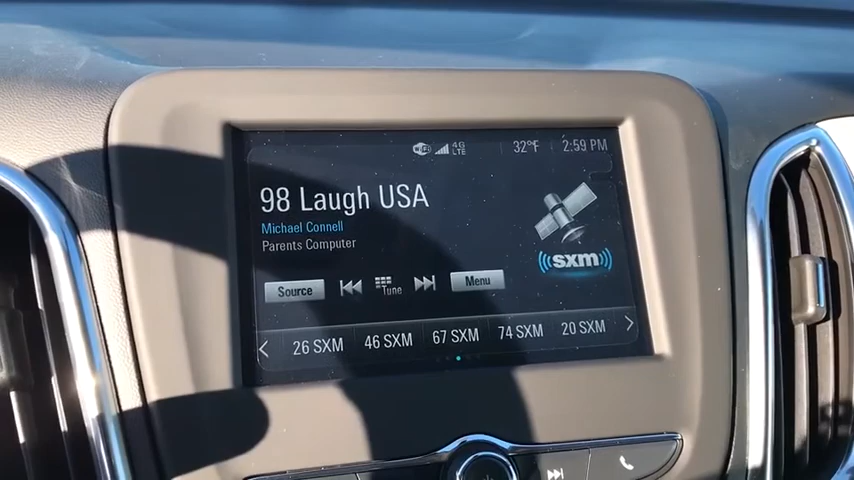 WiFi 4G LTE 32°F 2:59 PM
98 Laugh USA
Michael Connell
Parents Computer
((sxm))
Source Tune Menu
26 SXM 46 SXM 67 SXM 74 SXM 20 SXM